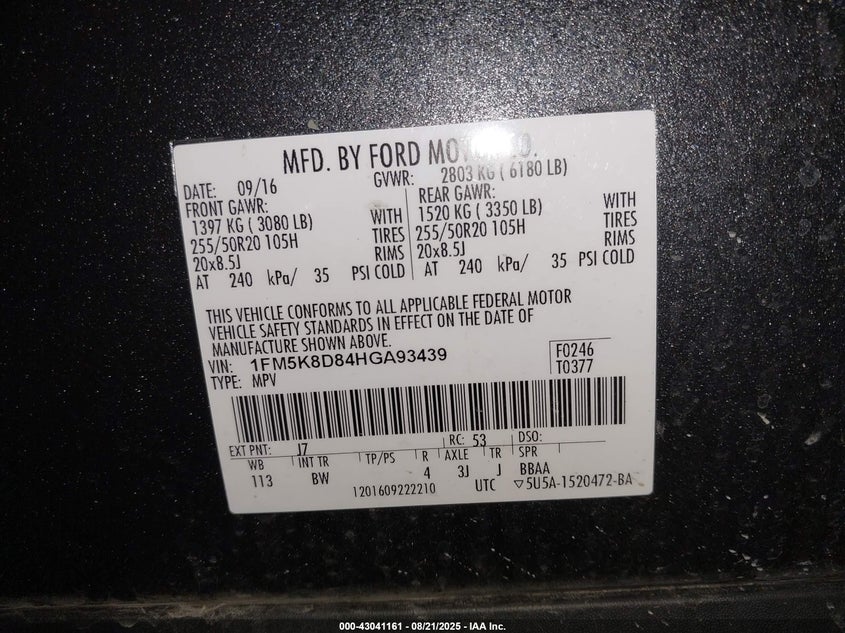 MFD. BY FORD MOTOR CO.
DATE: 09/16 GVWR: 2803 KG ( 6180 LB)
FRONT GAWR: REAR GAWR:
1397 KG ( 3080 LB) WITH 1520 KG ( 3350 LB) WITH
255/50R20 105H TIRES 255/50R20 105H TIRES
20x8.5J RIMS 20x8.5J RIMS
AT 240 kPa/ 35 PSI COLD AT 240 kPa/ 35 PSI COLD
THIS VEHICLE CONFORMS TO ALL APPLICABLE FEDERAL MOTOR
VEHICLE SAFETY STANDARDS IN EFFECT ON THE DATE OF
MANUFACTURE SHOWN ABOVE.
VIN: 1FM5K8D84HGA93439 F0246
TYPE: MPV T0377
EXT PNT: J7 RC: 53 DSO:
WB INT TR TP/PS R AXLE TR SPR
113 BW 4 3J J BBAA
1201609222210 UTC ▽5U5A-1520472-BA
000-43041161 - 08/21/2025 - IAA Inc.